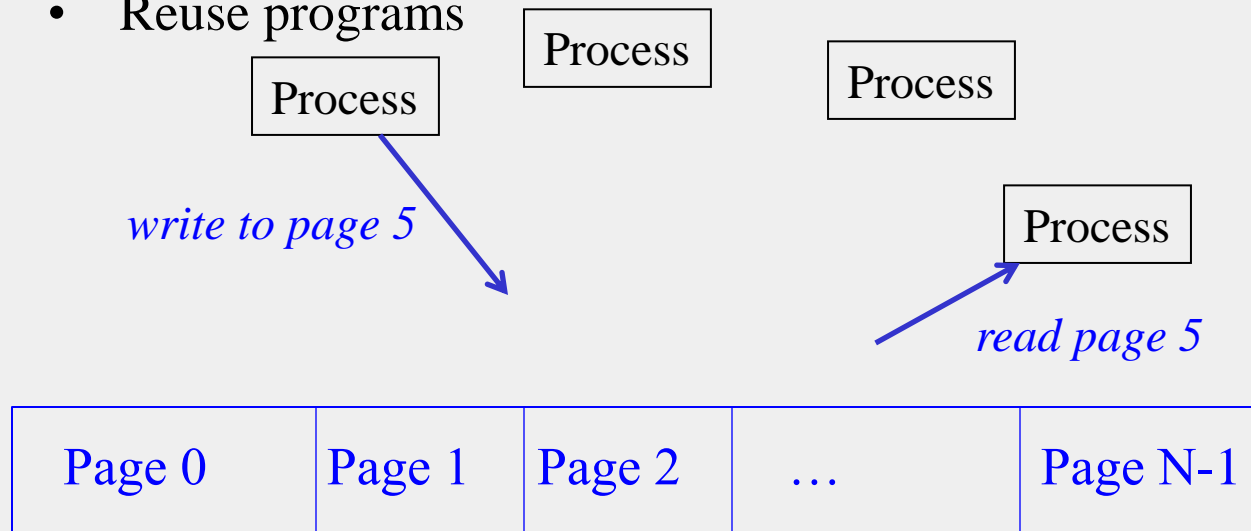 • Reuse programs
Process
Process
Process
write to page 5
Process
read page 5
Page 0 Page 1 Page 2 … Page N-1